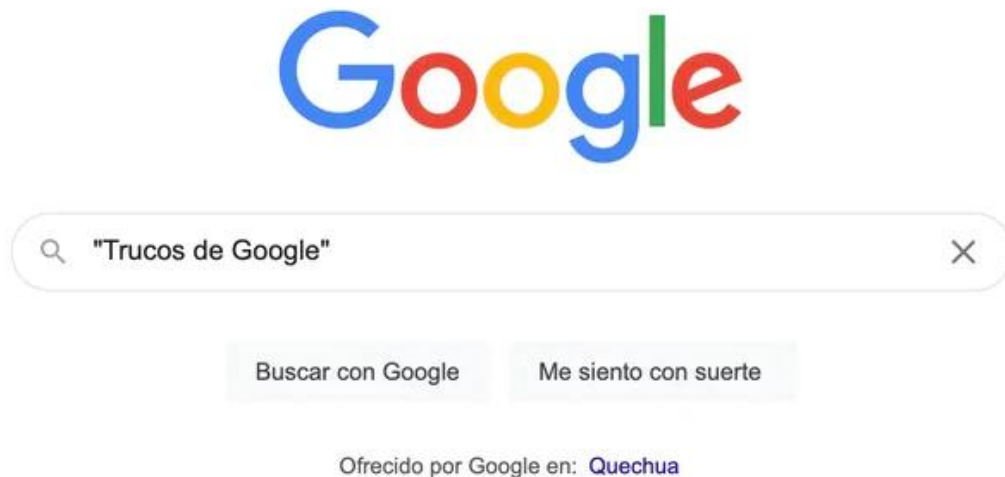 Google
"Trucos de Google"
Buscar con Google Me siento con suerte
Ofrecido por Google en: Quechua